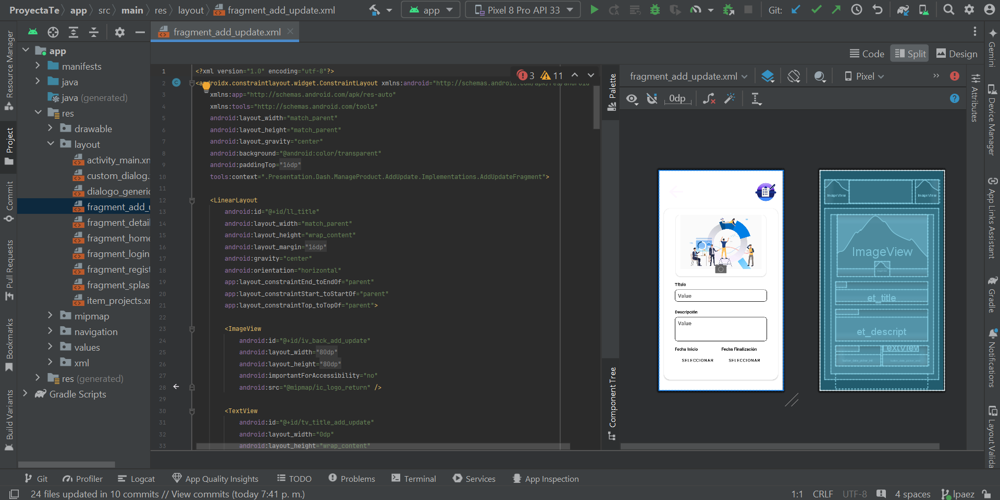 ProyectaTe app src main res layout fragment_add_update.xml app Pixel 8 Pro API 33 Git:
fragment_add_update.xml
Code Split Design
Resource Manager
Project
Commit
Pull Requests
Bookmarks
Build Variants
app
manifests
java
java (generated)
res
drawable
layout
activity_main.xm
custom_dialog.
dialogo_generic
fragment_add_u
fragment_detail
fragment_home
fragment_login
fragment_regist
fragment_splas
item_projects.xm
mipmap
navigation
values
xml
res (generated)
Gradle Scripts
3 11
1 <?xml version="1.0" encoding="utf-8"?>
2 <androidx.constraintlayout.widget.ConstraintLayout xmlns:android="http://schemas.android.com/apk/res/android
3 xmlns:app="http://schemas.android.com/apk/res-auto"
4 xmlns:tools="http://schemas.android.com/tools"
5 android:layout_width="match_parent"
6 android:layout_height="match_parent"
7 android:layout_gravity="center"
8 android:background="@android:color/transparent"
9 android:paddingTop="16dp"
10 tools:context=".Presentation.Dash.ManageProduct.AddUpdate.Implementations.AddUpdateFragment">
11
12 <LinearLayout
13 android:id="@+id/ll_title"
14 android:layout_width="match_parent"
15 android:layout_height="wrap_content"
16 android:layout_margin="16dp"
17 android:gravity="center"
18 android:orientation="horizontal"
19 app:layout_constraintEnd_toEndOf="parent"
20 app:layout_constraintStart_toStartOf="parent"
21 app:layout_constraintTop_toTopOf="parent">
22
23 <ImageView
24 android:id="@+id/iv_back_add_update"
25 android:layout_width="80dp"
26 android:layout_height="80dp"
27 android:importantForAccessibility="no"
28 android:src="@mipmap/ic_logo_return" />
29
30 <TextView
31 android:id="@+id/tv_title_add_update"
32 android:layout_width="0dp"
33 android:layout_height="wrap_content"
Palette
Component Tree
fragment_add_update.xml Pixel
0dp
Título
Value
Descripción
Value
Fecha Inicio Fecha Finalización
SELECCIONAR SELECCIONAR
ImageView ImageView
ImageView
et_title
et_descript
TextView
Attributes
Gemini
Device Manager
App Links Assistant
Gradle
Notifications
Layout Valida
Git Profiler Logcat App Quality Insights TODO Problems Terminal Services App Inspection
24 files updated in 10 commits // View commits (today 7:41 p. m.)
1:1 CRLF UTF-8 4 spaces lpaez